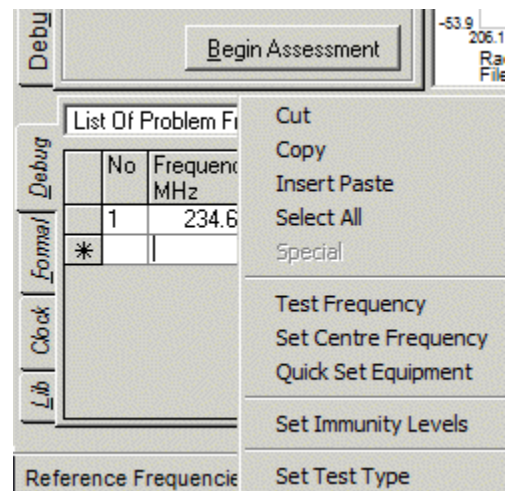 Debu
Begin Assessment
-53.9
206.1
Ra
File
List Of Problem Fr
Debug
Formal
Clock
Lib
No Frequenc
MHz
1 234.6
*
Cut
Copy
Insert Paste
Select All
Special
Test Frequency
Set Centre Frequency
Quick Set Equipment
Set Immunity Levels
Set Test Type
Reference Frequencie